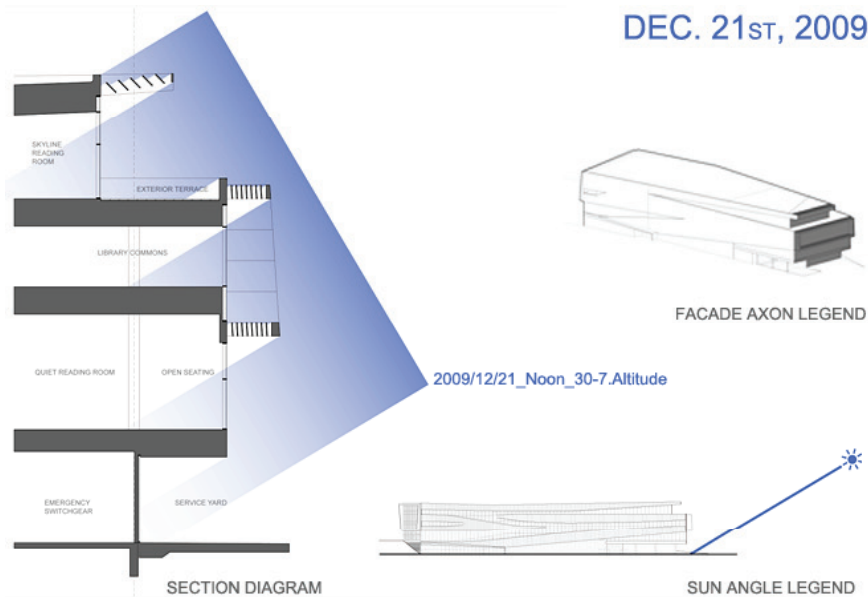 DEC. 21ST, 2009
SKYLINE
READING
ROOM
EXTERIOR TERRACE
LIBRARY COMMONS
FACADE AXON LEGEND
QUIET READING ROOM
OPEN SEATING
2009/12/21_Noon_30-7.Altitude
EMERGENCY
SWITCHGEAR
SERVICE YARD
SECTION DIAGRAM
SUN ANGLE LEGEND